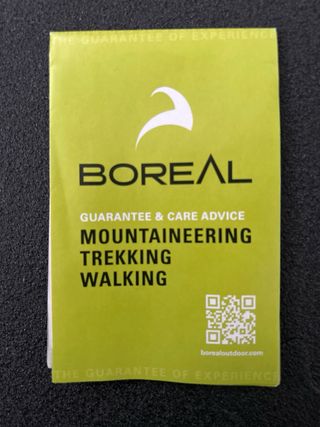 THE GUARANTEE OF EXPERIENCE
BOREAL
GUARANTEE & CARE ADVICE
MOUNTAINEERING
TREKKING
WALKING
borealoutdoor.com
THE GUARANTEE OF EXPERIENCE